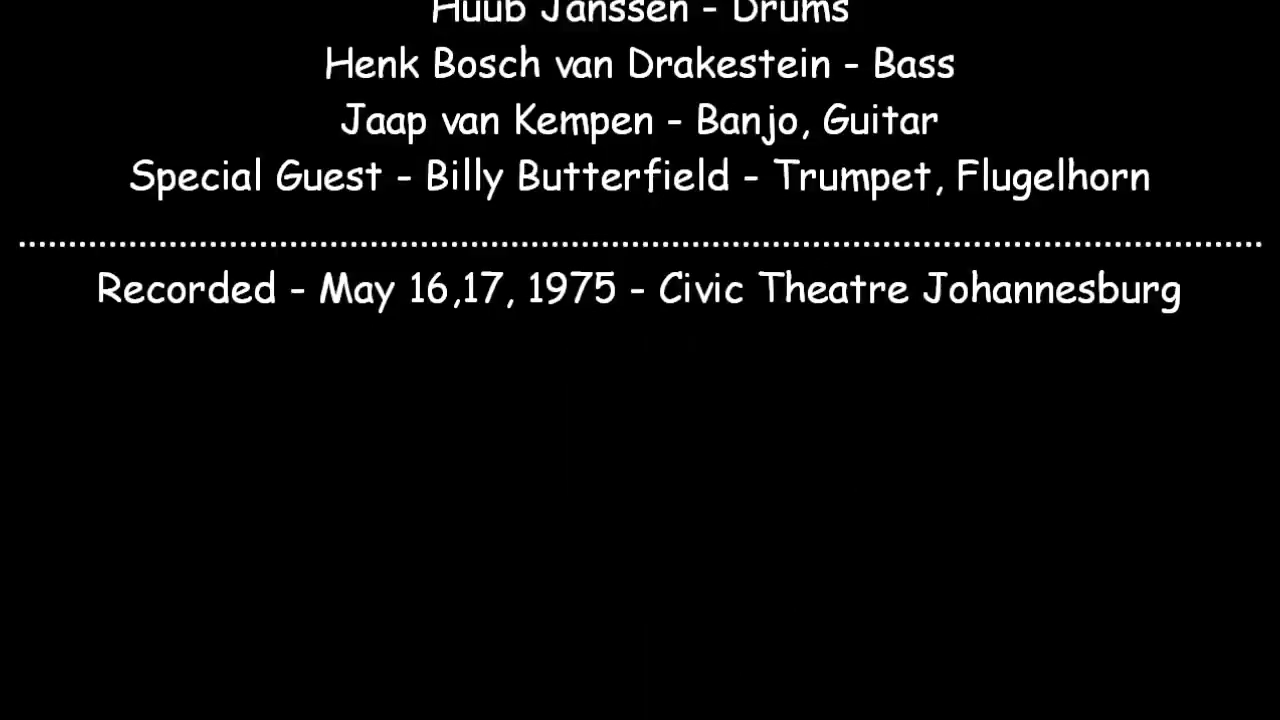 Huub Janssen - Drums
Henk Bosch van Drakestein - Bass
Jaap van Kempen - Banjo, Guitar
Special Guest - Billy Butterfield - Trumpet, Flugelhorn
............................................................................................................................
Recorded - May 16,17, 1975 - Civic Theatre Johannesburg